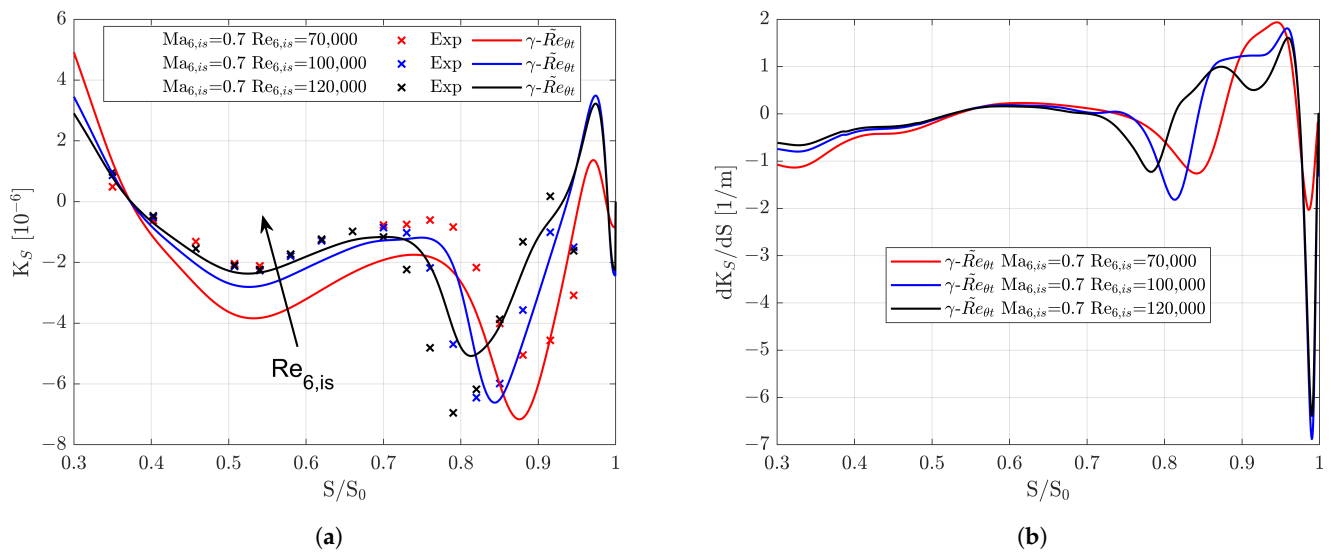 Ma6,is=0.7 Re6,is=70,000 × Exp γ-R̃eθt
Ma6,is=0.7 Re6,is=100,000 × Exp γ-R̃eθt
Ma6,is=0.7 Re6,is=120,000 × Exp γ-R̃eθt
6
4
2
0
−2
−4
−6
−8
KS [10−6]
Re6,is
0.3 0.4 0.5 0.6 0.7 0.8 0.9 1
S/S0
(a)
2
1
0
-1
-2
-3
-4
-5
-6
-7
dKS/dS [1/m]
γ-R̃eθt Ma6,is=0.7 Re6,is=70,000
γ-R̃eθt Ma6,is=0.7 Re6,is=100,000
γ-R̃eθt Ma6,is=0.7 Re6,is=120,000
0.3 0.4 0.5 0.6 0.7 0.8 0.9 1
S/S0
(b)